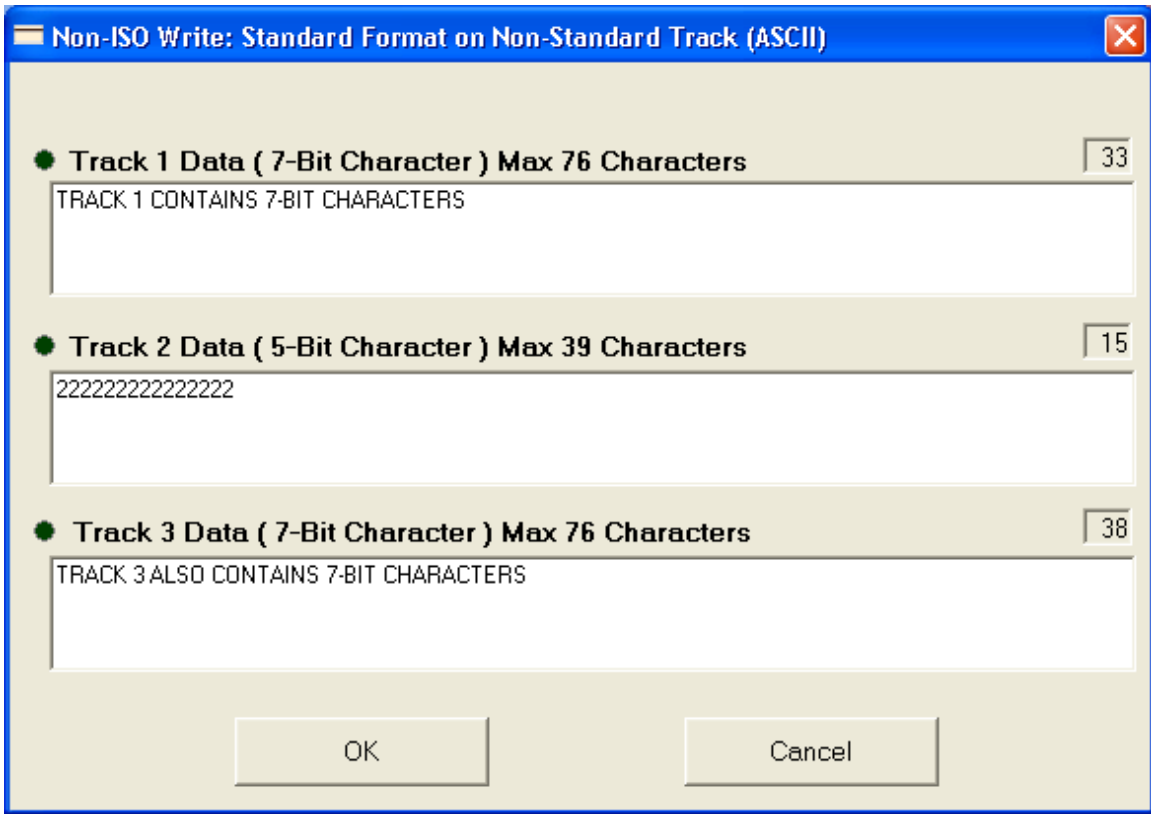 Non-ISO Write: Standard Format on Non-Standard Track (ASCII)
Track 1 Data ( 7-Bit Character ) Max 76 Characters
33
TRACK 1 CONTAINS 7-BIT CHARACTERS
Track 2 Data ( 5-Bit Character ) Max 39 Characters
15
222222222222222
Track 3 Data ( 7-Bit Character ) Max 76 Characters
38
TRACK 3 ALSO CONTAINS 7-BIT CHARACTERS
OK
Cancel